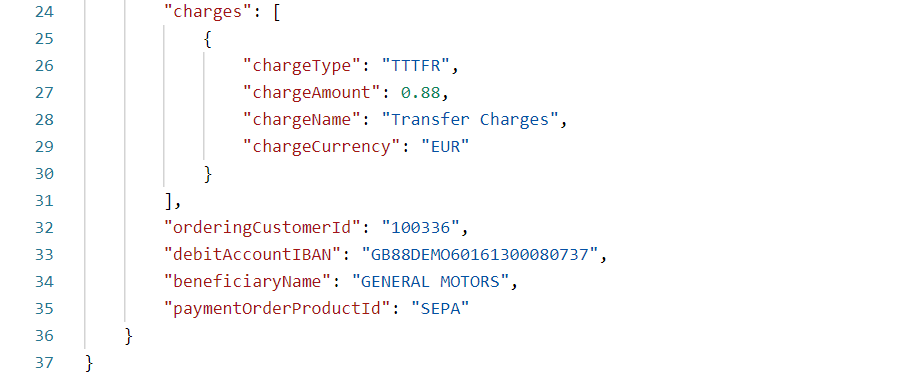 24 "charges": [
25 {
26 "chargeType": "TTTFR",
27 "chargeAmount": 0.88,
28 "chargeName": "Transfer Charges",
29 "chargeCurrency": "EUR"
30 }
31 ],
32 "orderingCustomerId": "100336",
33 "debitAccountIBAN": "GB88DEMO60161300080737",
34 "beneficiaryName": "GENERAL MOTORS",
35 "paymentOrderProductId": "SEPA"
36 }
37 }